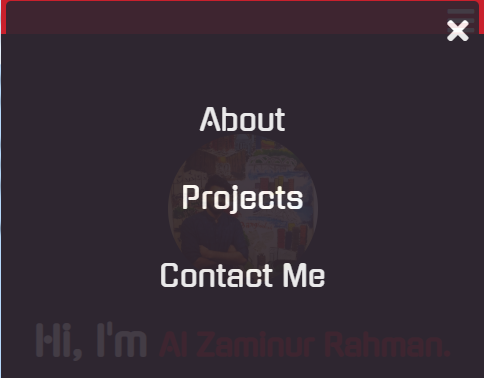 About
Projects
Contact Me
Hi, I'm Al Zaminur Rahman.